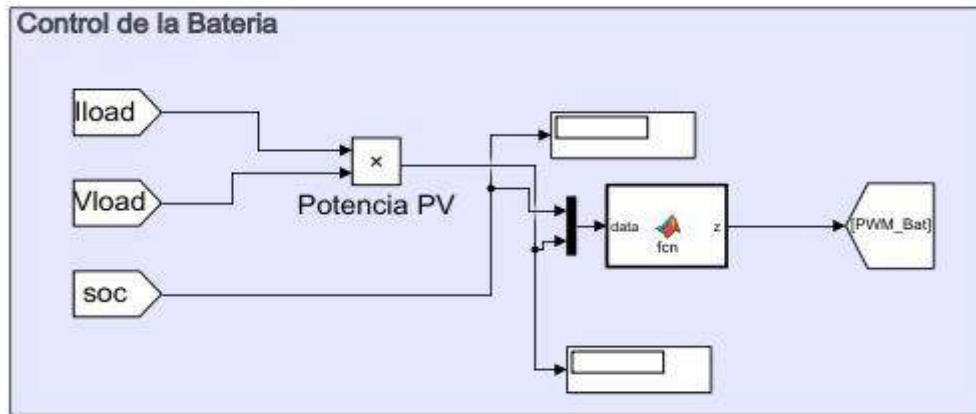 Control de la Bateria
Iload
Vload
×
Potencia PV
soc
data
fcn
z
[PWM_Bat]